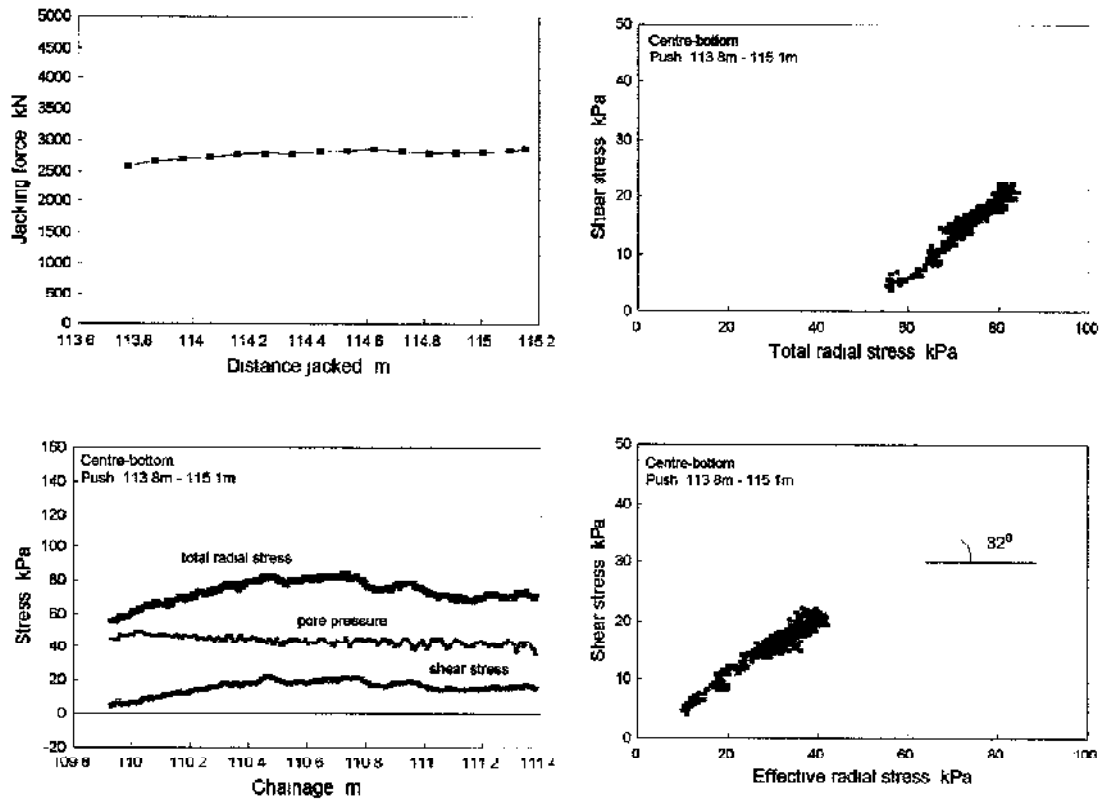 5000
4500
4000
3500
3000
2500
2000
1500
1000
500
0
Jacking force kN
113.6 113.8 114 114.2 114.4 114.6 114.8 115 115.2
Distance jacked m
50
40
30
20
10
0
Shear stress kPa
Centre-bottom
Push 113.8m - 115.1m
0 20 40 60 80 100
Total radial stress kPa
160
140
120
100
80
60
40
20
0
-20
Stress kPa
Centre-bottom
Push 113.8m - 115.1m
total radial stress
pore pressure
shear stress
109.8 110 110.2 110.4 110.6 110.8 111 111.2 111.4
Chainage m
50
40
30
20
10
0
Shear stress kPa
Centre-bottom
Push 113.8m - 115.1m
32⁰
0 20 40 60 80 100
Effective radial stress kPa